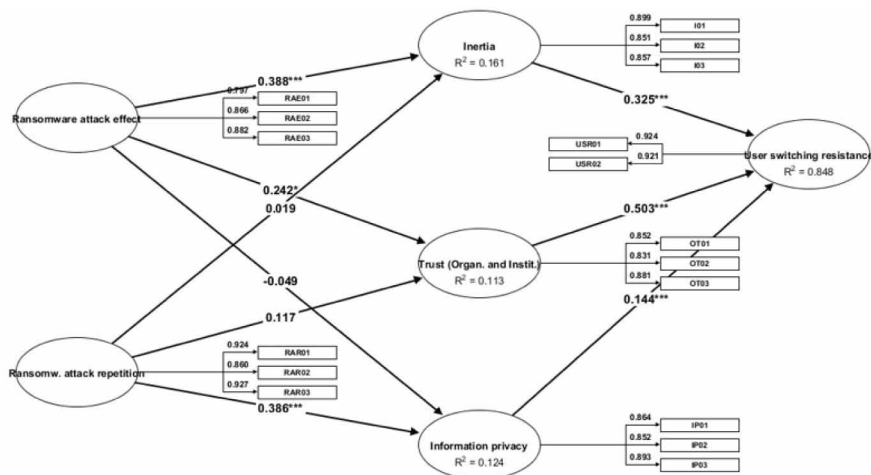 Inertia
R² = 0.161
0.899
I01
0.851
I02
0.857
I03
0.388***
Ransomware attack effect
0.797
RAE01
0.866
RAE02
0.882
RAE03
0.325***
USR01
0.924
USR02
0.921
User switching resistance
R² = 0.848
0.242*
0.019
0.503***
Trust (Organ. and Instit.)
R² = 0.113
0.852
OT01
0.831
OT02
0.881
OT03
-0.049
0.117
0.144***
Ransomw. attack repetition
0.924
RAR01
0.860
RAR02
0.927
RAR03
0.386***
Information privacy
R² = 0.124
0.864
IP01
0.852
IP02
0.893
IP03